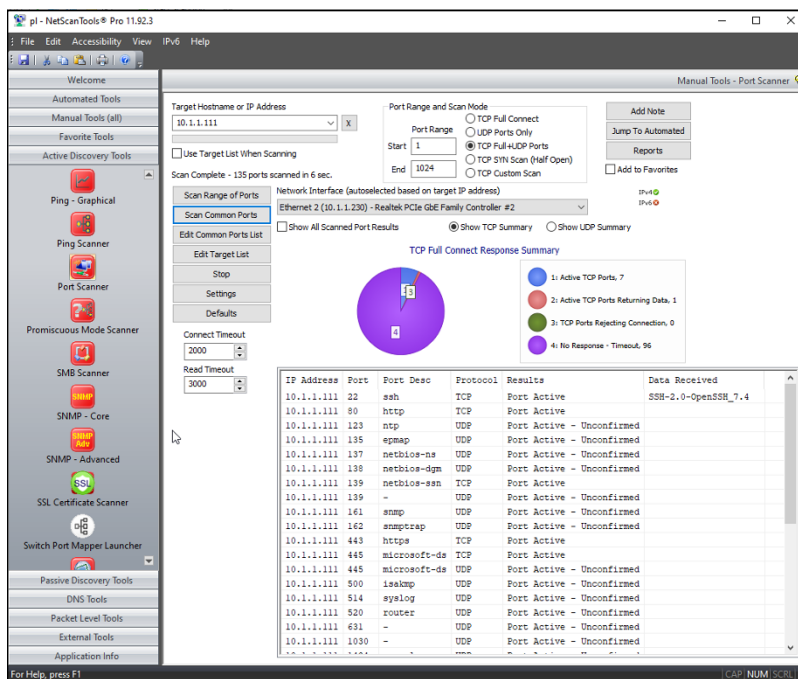 pl - NetScanTools® Pro 11.92.3
File Edit Accessibility View IPv6 Help
Welcome
Automated Tools
Manual Tools (all)
Favorite Tools
Active Discovery Tools
Ping - Graphical
Ping Scanner
Port Scanner
Promiscuous Mode Scanner
SMB Scanner
SNMP
SNMP - Core
SNMP Adv
SNMP - Advanced
SSL
SSL Certificate Scanner
Switch Port Mapper Launcher
Passive Discovery Tools
DNS Tools
Packet Level Tools
External Tools
Application Info
Manual Tools - Port Scanner
Target Hostname or IP Address
10.1.1.111
X
Use Target List When Scanning
Scan Complete - 135 ports scanned in 6 sec.
Port Range and Scan Mode
Port Range
Start 1
End 1024
TCP Full Connect
UDP Ports Only
TCP Full+UDP Ports
TCP SYN Scan (Half Open)
TCP Custom Scan
Add Note
Jump To Automated
Reports
Add to Favorites
Scan Range of Ports
Scan Common Ports
Edit Common Ports List
Edit Target List
Stop
Settings
Defaults
Connect Timeout
2000
Read Timeout
3000
Network Interface (autoselected based on target IP address)
Ethernet 2 (10.1.1.230) - Realtek PCIe GbE Family Controller #2
IPv4
IPv6
Show All Scanned Port Results
Show TCP Summary
Show UDP Summary
TCP Full Connect Response Summary
3
4
1: Active TCP Ports, 7
2: Active TCP Ports Returning Data, 1
3: TCP Ports Rejecting Connection, 0
4: No Response - Timeout, 96
IP Address Port Port Desc Protocol Results Data Received
10.1.1.111 22 ssh TCP Port Active SSH-2.0-OpenSSH_7.4
10.1.1.111 80 http TCP Port Active
10.1.1.111 123 ntp UDP Port Active - Unconfirmed
10.1.1.111 135 epmap UDP Port Active - Unconfirmed
10.1.1.111 137 netbios-ns UDP Port Active - Unconfirmed
10.1.1.111 138 netbios-dgm UDP Port Active - Unconfirmed
10.1.1.111 139 netbios-ssn TCP Port Active
10.1.1.111 139 - UDP Port Active - Unconfirmed
10.1.1.111 161 snmp UDP Port Active - Unconfirmed
10.1.1.111 162 snmptrap UDP Port Active - Unconfirmed
10.1.1.111 443 https TCP Port Active
10.1.1.111 445 microsoft-ds TCP Port Active
10.1.1.111 445 microsoft-ds UDP Port Active - Unconfirmed
10.1.1.111 500 isakmp UDP Port Active - Unconfirmed
10.1.1.111 514 syslog UDP Port Active - Unconfirmed
10.1.1.111 520 router UDP Port Active - Unconfirmed
10.1.1.111 631 - UDP Port Active - Unconfirmed
10.1.1.111 1030 - UDP Port Active - Unconfirmed
For Help, press F1
CAP NUM SCRL